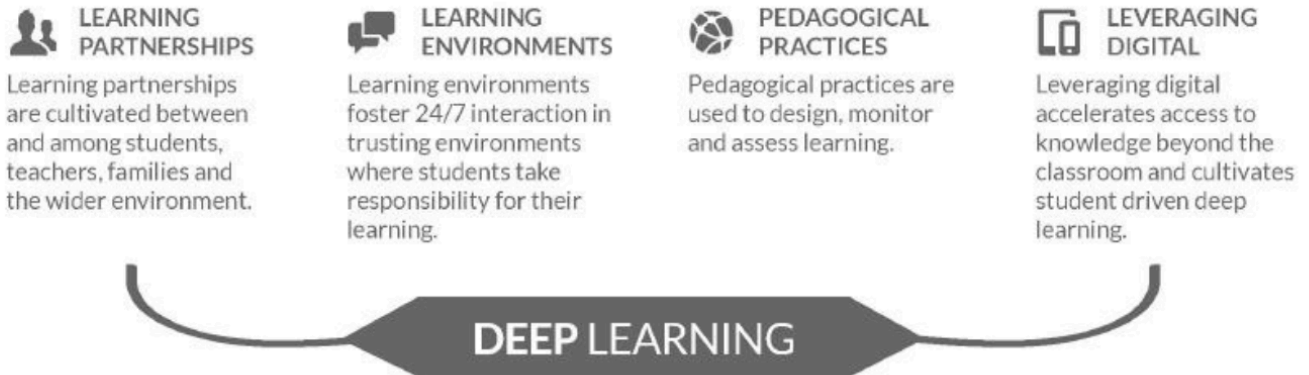 LEARNING
PARTNERSHIPS
Learning partnerships
are cultivated between
and among students,
teachers, families and
the wider environment.
LEARNING
ENVIRONMENTS
Learning environments
foster 24/7 interaction in
trusting environments
where students take
responsibility for their
learning.
PEDAGOGICAL
PRACTICES
Pedagogical practices are
used to design, monitor
and assess learning.
LEVERAGING
DIGITAL
Leveraging digital
accelerates access to
knowledge beyond the
classroom and cultivates
student driven deep
learning.
DEEP LEARNING